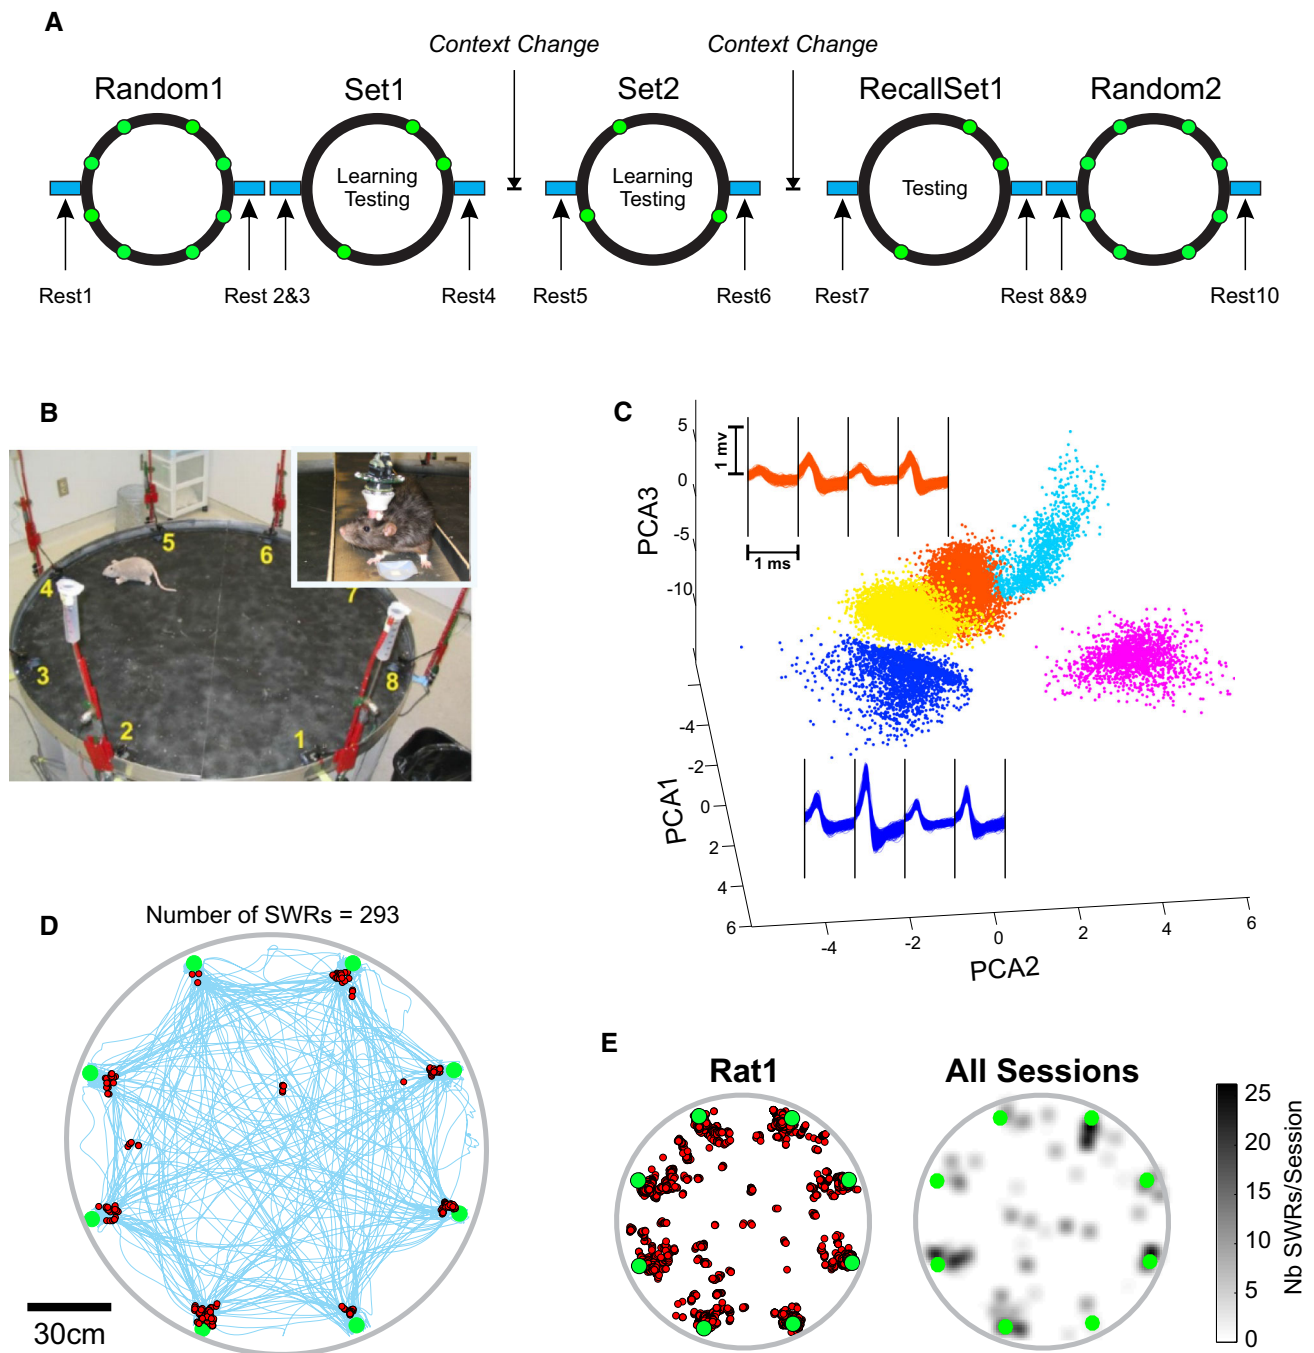 A
Context Change
Context Change
Random1
Set1
Set2
RecallSet1
Random2
Learning
Testing
Learning
Testing
Testing
Rest1
Rest 2&3
Rest4
Rest5
Rest6
Rest7
Rest 8&9
Rest10
B
5
6
4
7
3
8
2
1
C
5
0
-5
-10
PCA3
1 mv
1 ms
-4
-2
0
2
4
6
PCA1
-4
-2
0
2
4
6
PCA2
D
Number of SWRs = 293
30cm
E
Rat1
All Sessions
25
20
15
10
5
0
Nb SWRs/Session